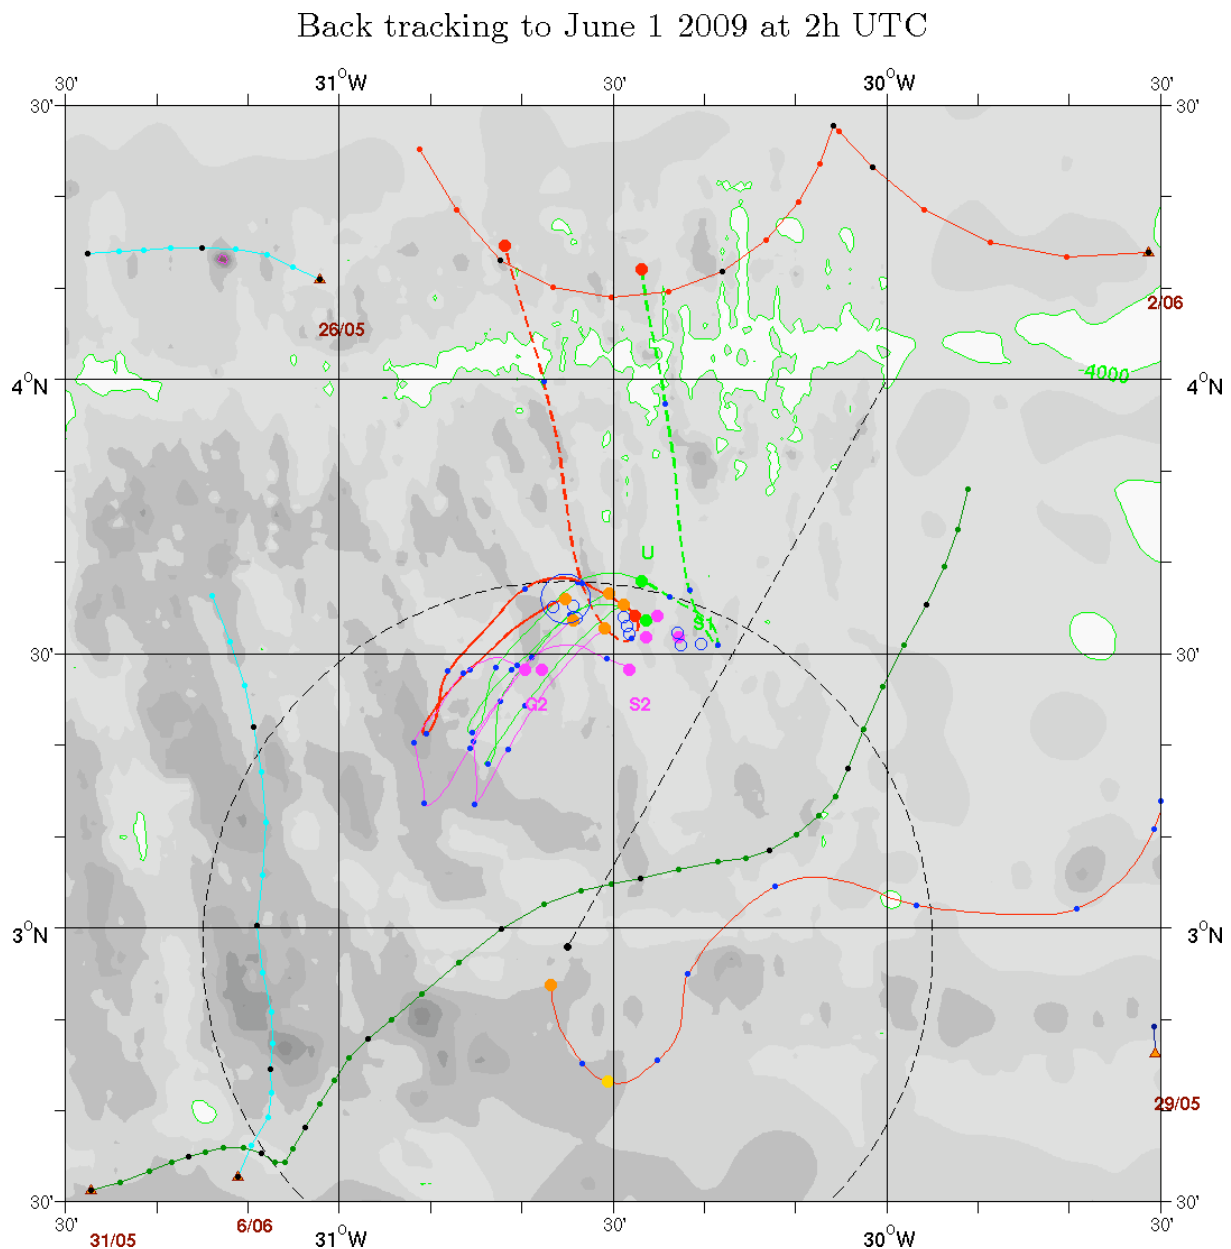 Back tracking to June 1 2009 at 2h UTC
30' 31°W 30' 30°W 30'
30' 30'
26/05 2/06
4°N -4000 4°N
U
S1
30' 30'
G2 S2
3°N 3°N
29/05
30' 30'
30' 6/06 31°W 30' 30°W 30'
31/05